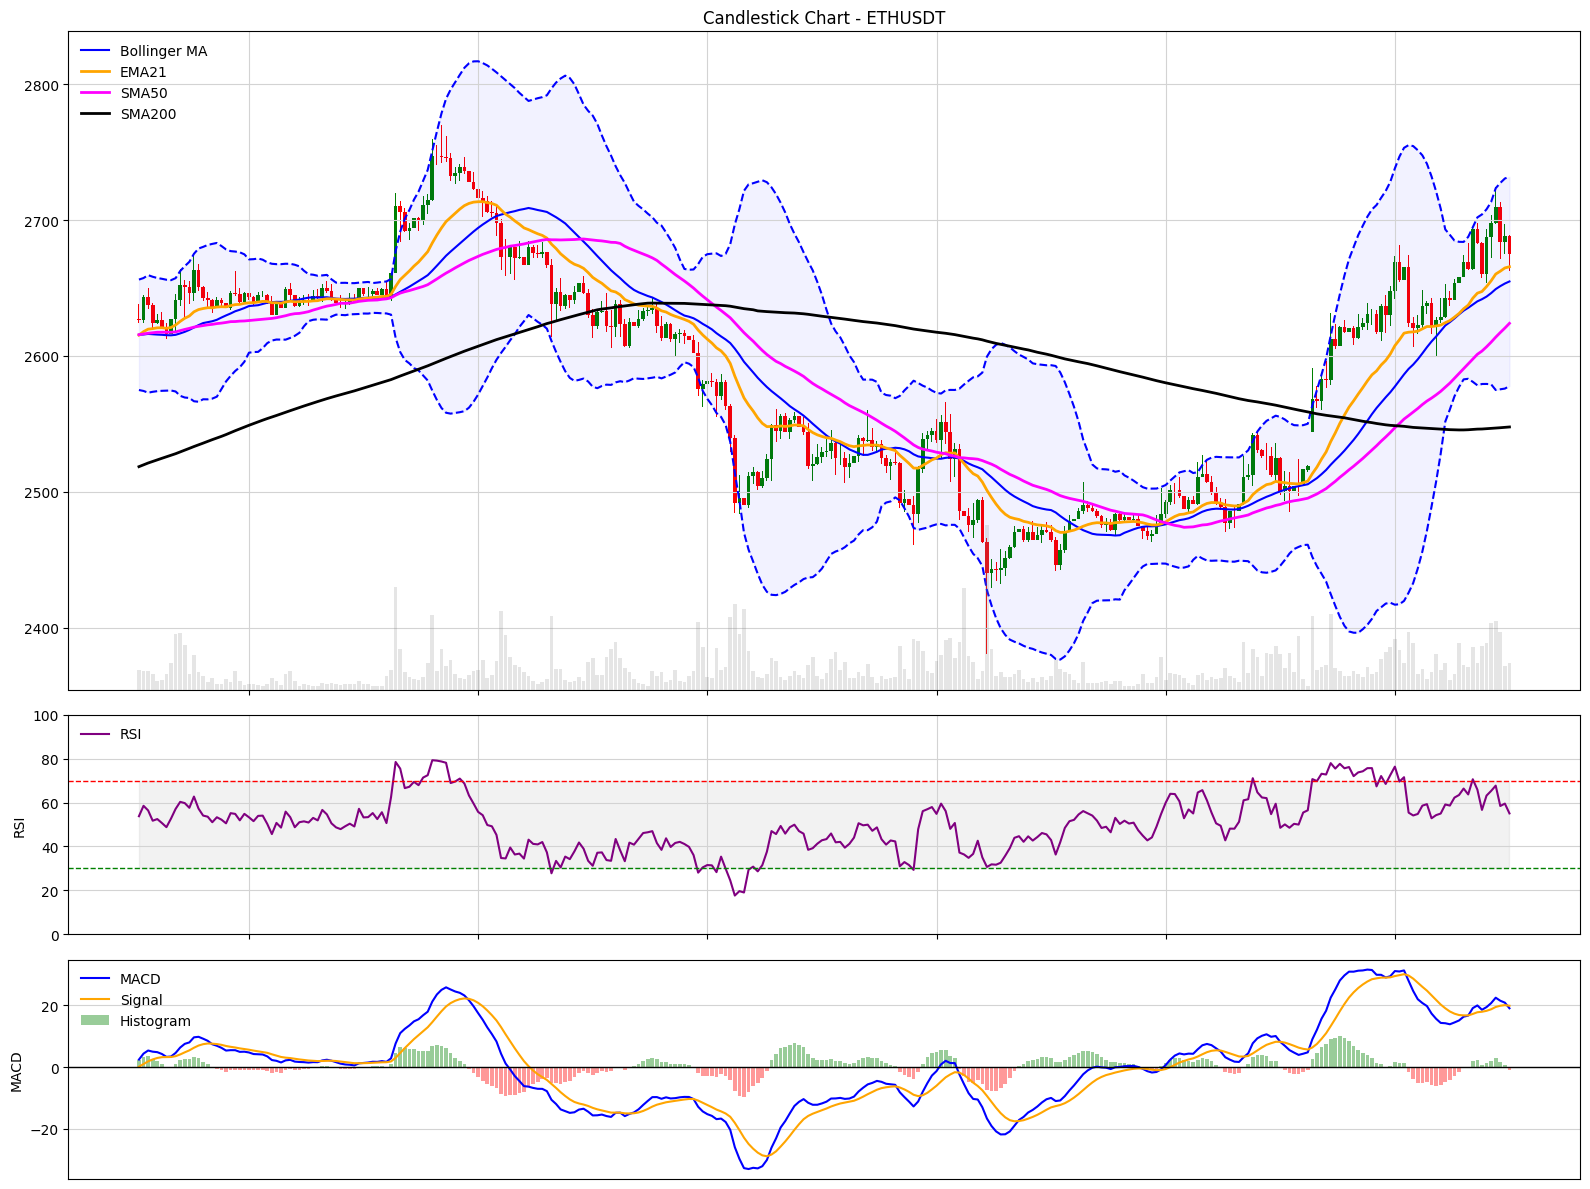 Candlestick Chart - ETHUSDT
Bollinger MA
EMA21
SMA50
SMA200
2800
2700
2600
2500
2400
RSI
100
80
60
40
20
0
RSI
MACD
Signal
Histogram
20
0
−20
MACD